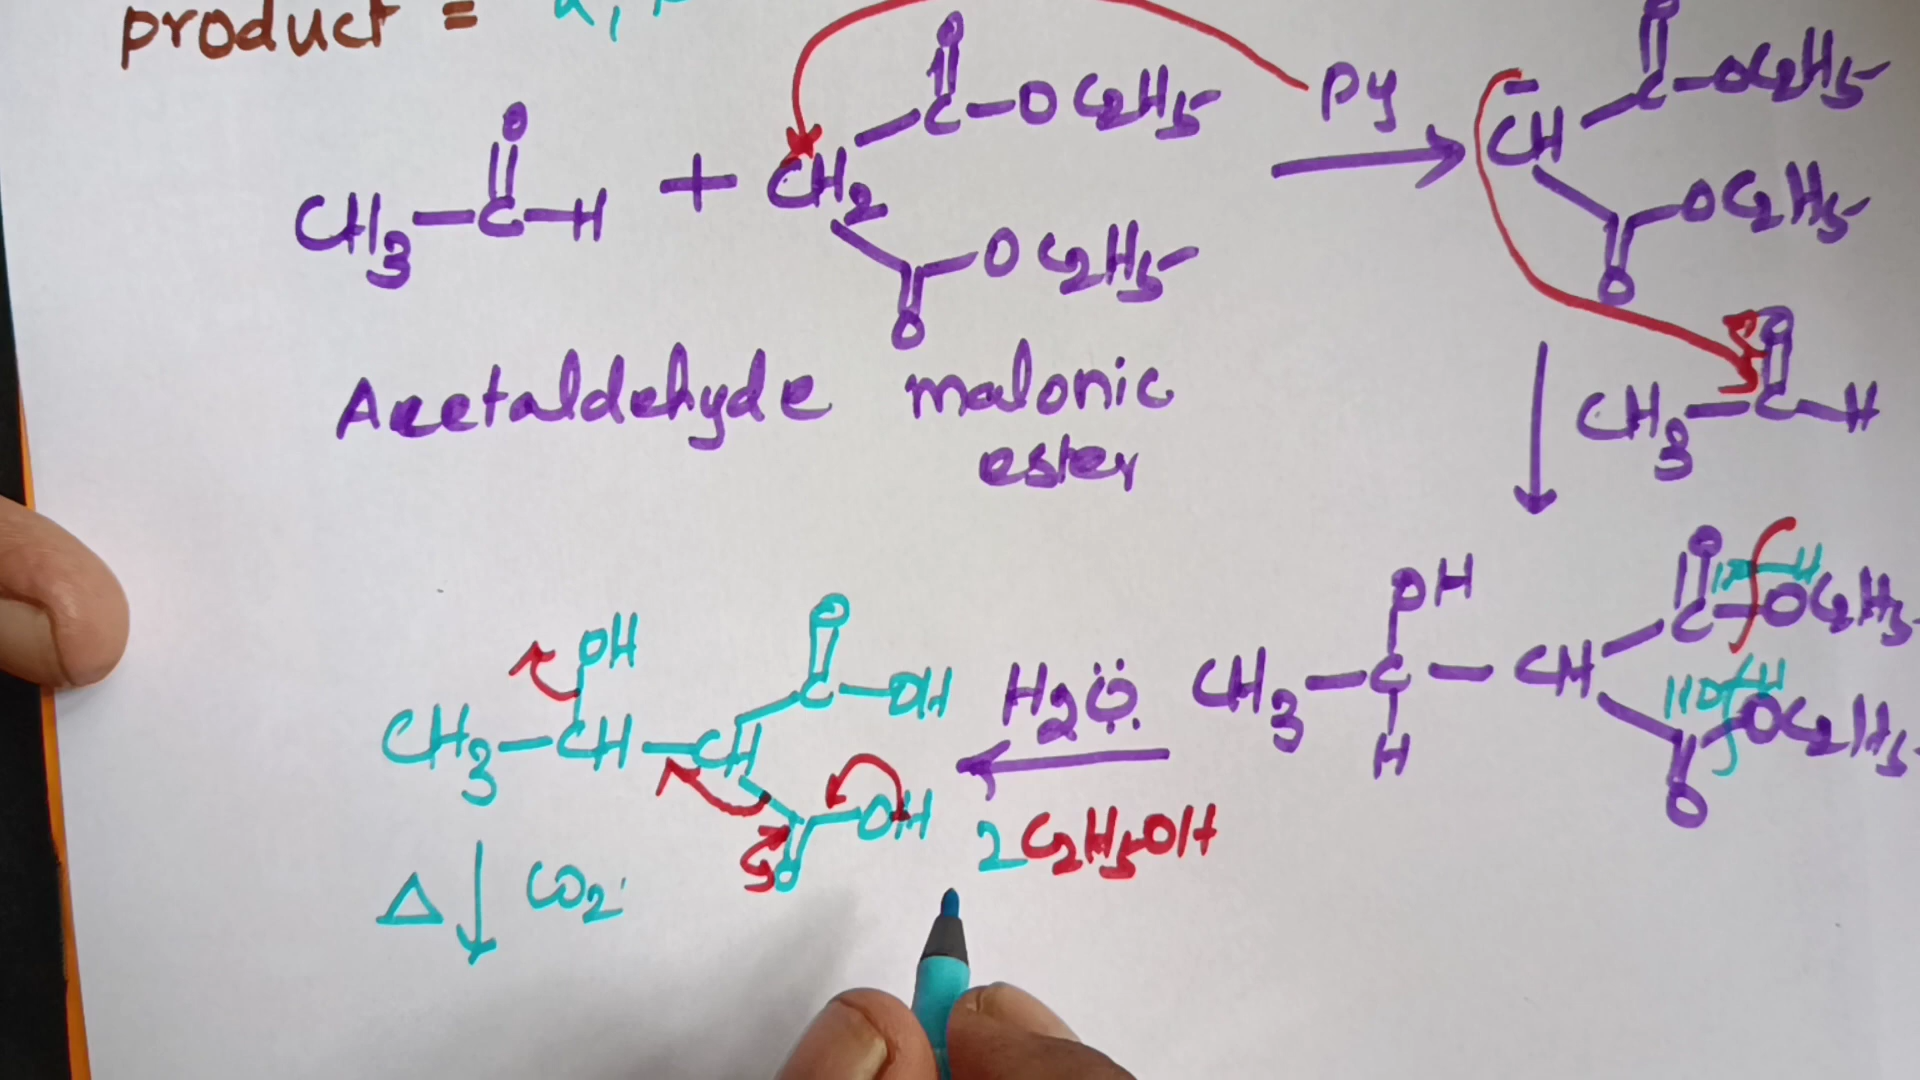 product = α,
O
C-OC2H5
Py
O
C-OC2H5
O
CH3-C-H + CH2
CH
OC2H5
O
OC2H5
O
Acetaldehyde malonic
ester
O
CH3-C-H
OH
O
H
C-OC2H5
CH3-C-CH
H
H
OC2H5
O
H2Ö:
2C2H5OH
OH
O
C-OH
CH3-CH-CH
OH
O
Δ CO2